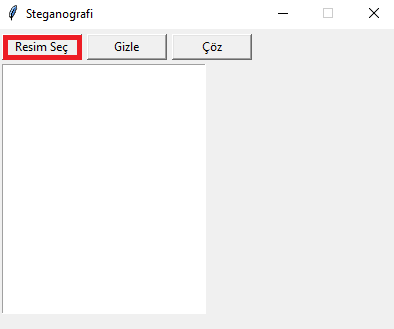 Steganografi
Resim Seç Gizle Çöz